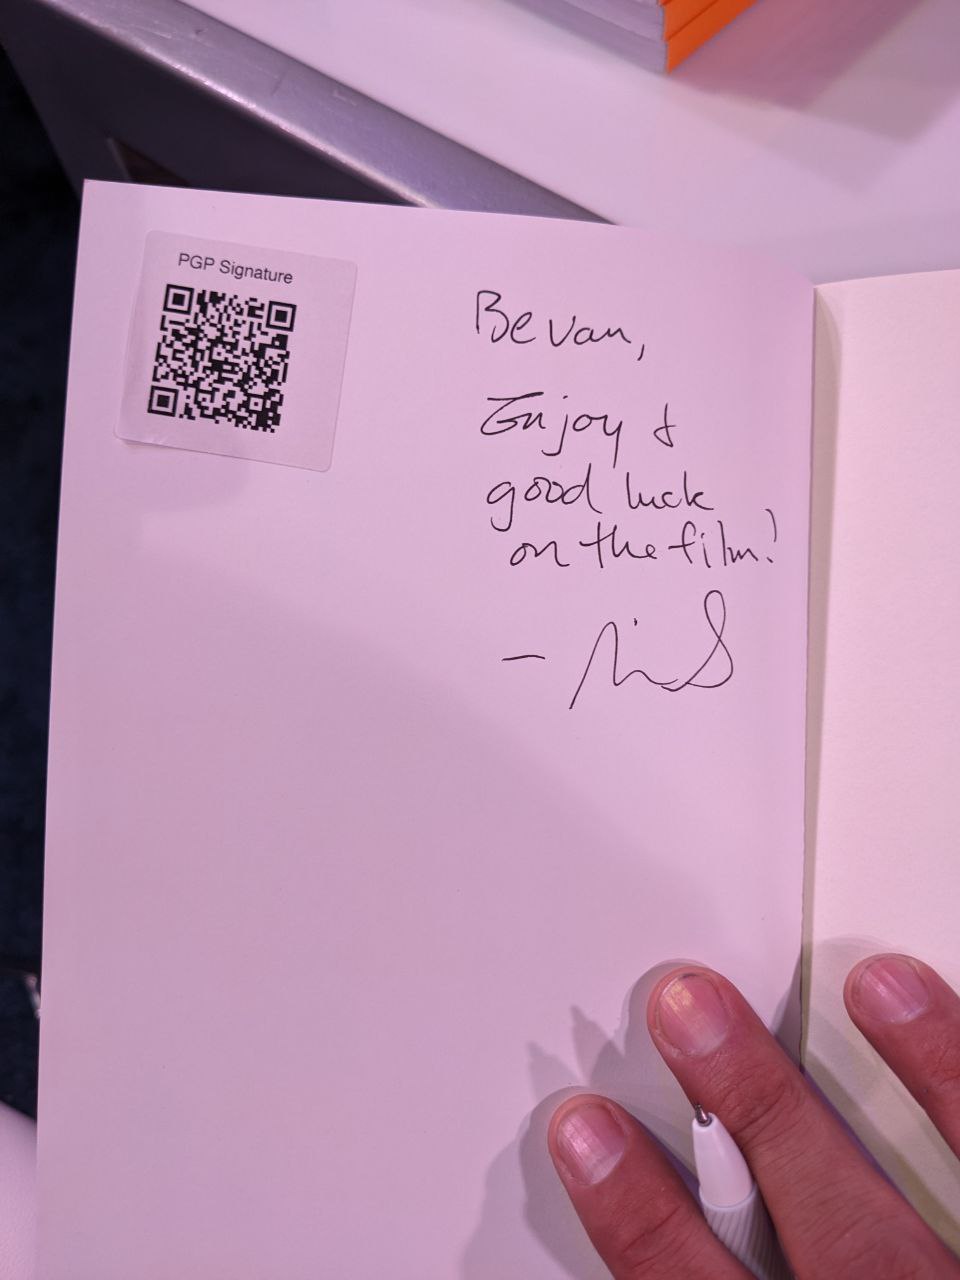 PGP Signature
Bevan,
Enjoy &
good luck
on the film!